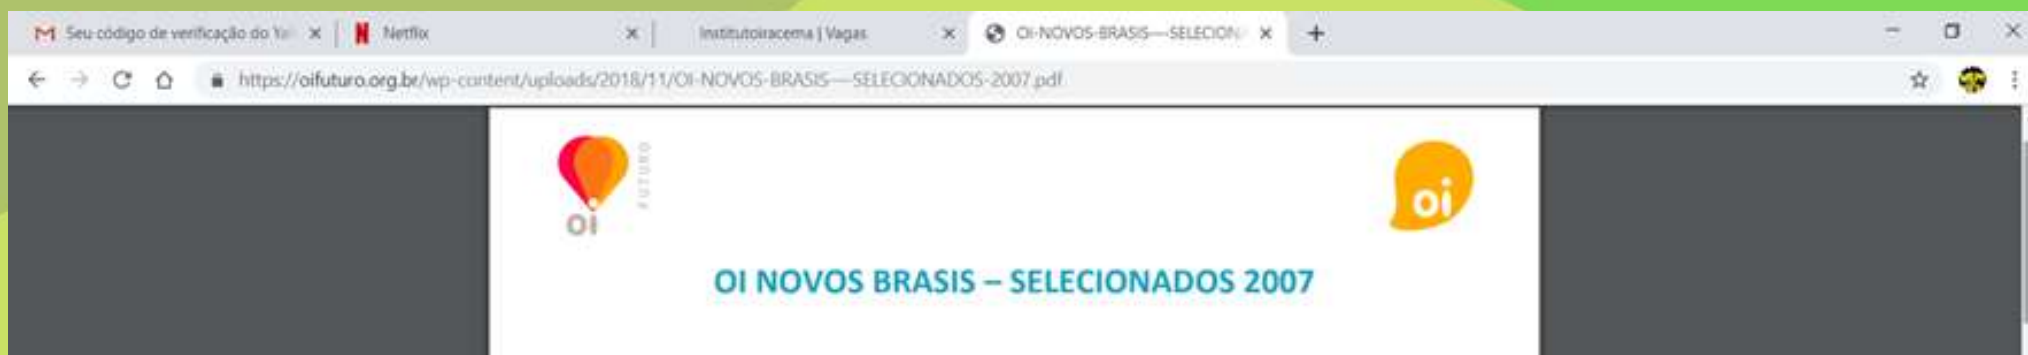 Seu código de verificação do Ya
Netflix
Institutoiracema | Vagas
OI-NOVOS-BRASIS---SELECION
https://oifuturo.org.br/wp-content/uploads/2018/11/OI-NOVOS-BRASIS---SELECIONADOS-2007.pdf
oi
FUTURO
oi
OI NOVOS BRASIS – SELECIONADOS 2007